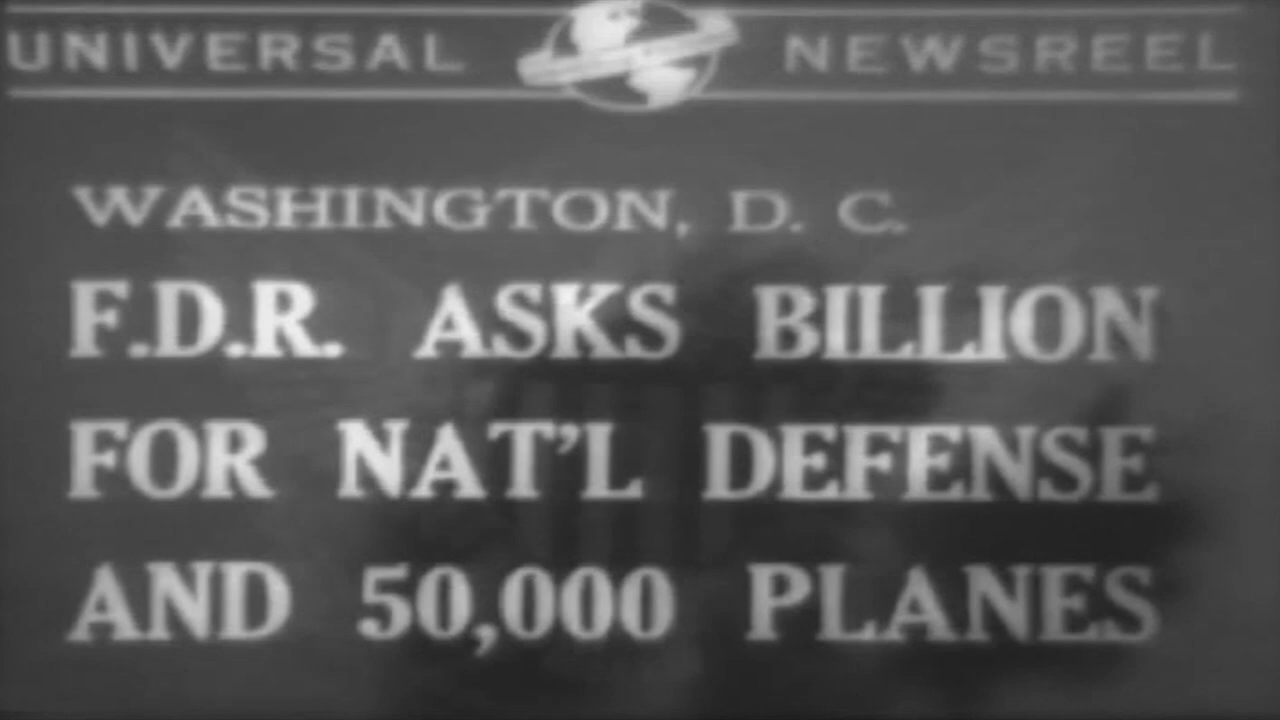 UNIVERSAL NEWSREEL
WASHINGTON, D. C.
F.D.R. ASKS BILLION
FOR NAT'L DEFENSE
AND 50,000 PLANES